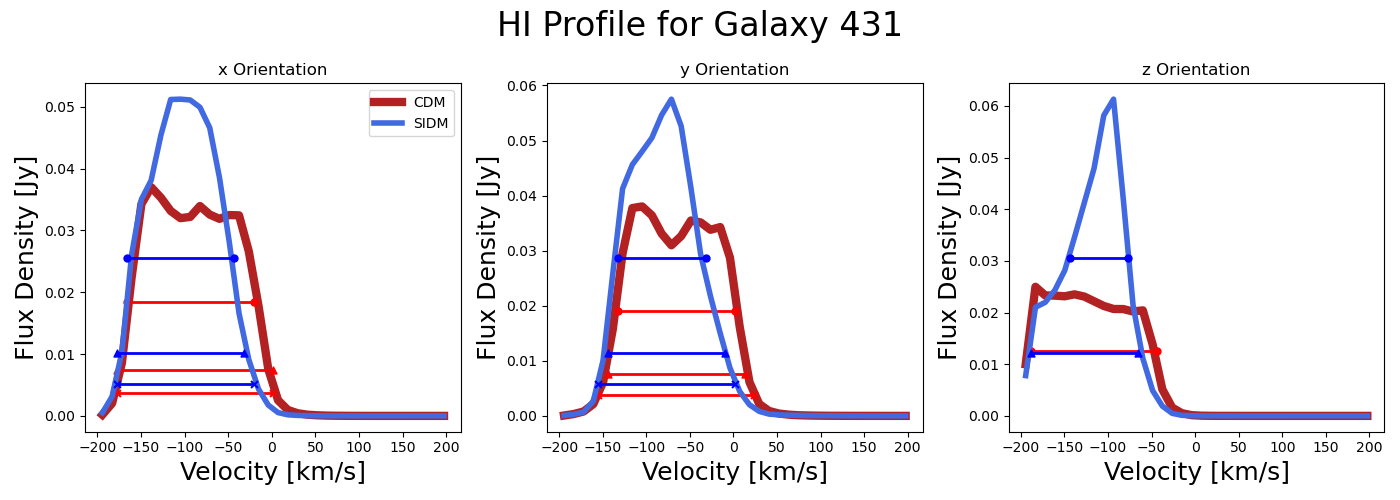 HI Profile for Galaxy 431
x Orientation
Flux Density [Jy]
0.05
0.04
0.03
0.02
0.01
0.00
CDM
SIDM
−200 −150 −100 −50 0 50 100 150 200
Velocity [km/s]
y Orientation
Flux Density [Jy]
0.06
0.05
0.04
0.03
0.02
0.01
0.00
−200 −150 −100 −50 0 50 100 150 200
Velocity [km/s]
z Orientation
Flux Density [Jy]
0.06
0.05
0.04
0.03
0.02
0.01
0.00
−200 −150 −100 −50 0 50 100 150 200
Velocity [km/s]